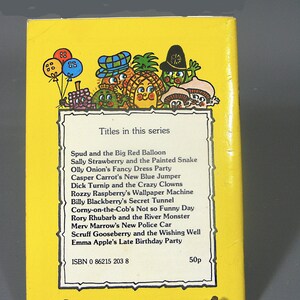 Titles in this series
Spud and the Big Red Balloon
Sally Strawberry and the Painted Snake
Olly Onion's Fancy Dress Party
Casper Carrot's New Blue Jumper
Dick Turnip and the Crazy Clowns
Rozzy Raspberry's Wallpaper Machine
Billy Blackberry's Secret Tunnel
Corny-on-the-Cob's Not so Funny Day
Rory Rhubarb and the River Monster
Merv Marrow's New Police Car
Scruff Gooseberry and the Wishing Well
Emma Apple's Late Birthday Party
ISBN 0 86215 203 8 50p